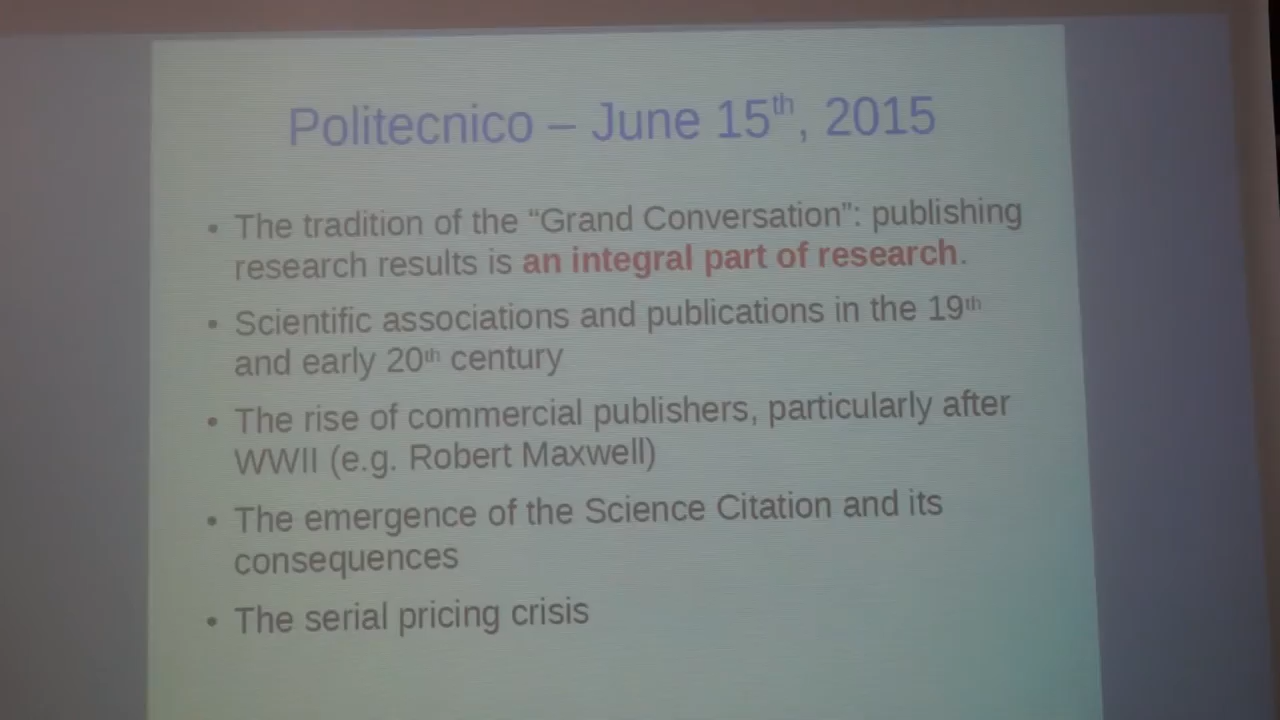 Politecnico – June 15th, 2015
• The tradition of the “Grand Conversation”: publishing
research results is an integral part of research.
• Scientific associations and publications in the 19th
and early 20th century
• The rise of commercial publishers, particularly after
WWII (e.g. Robert Maxwell)
• The emergence of the Science Citation and its
consequences
• The serial pricing crisis